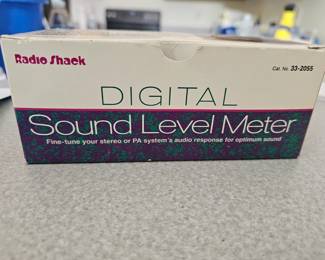 Radio Shack
Cat. No. 33-2055
DIGITAL
Sound Level Meter
Fine-tune your stereo or PA system's audio response for optimum sound